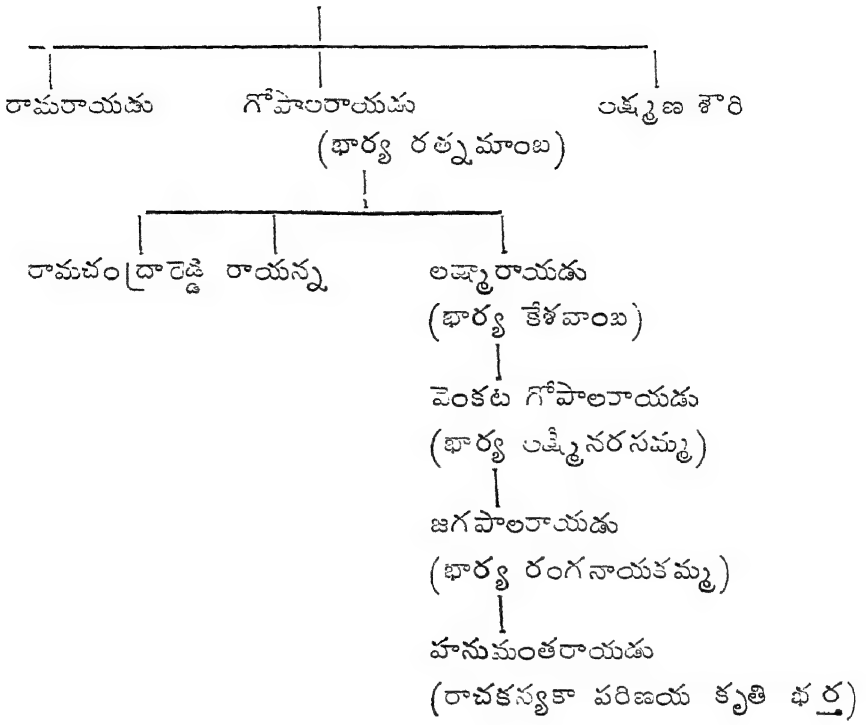 రామరాయడు గోపాలరాయడు లక్ష్మణ శౌరి
(భార్య రత్నమాంబ)
రామచంద్రారెడ్డి రాయన్న లక్ష్మారాయడు
(భార్య కేశవాంబ)
వెంకట గోపాలరాయడు
(భార్య లక్ష్మీనరసమ్మ)
జగపాలరాయడు
(భార్య రంగనాయకమ్మ)
హనుమంతరాయడు
(రాచకన్యకా పరిణయ కృతి భర్త)